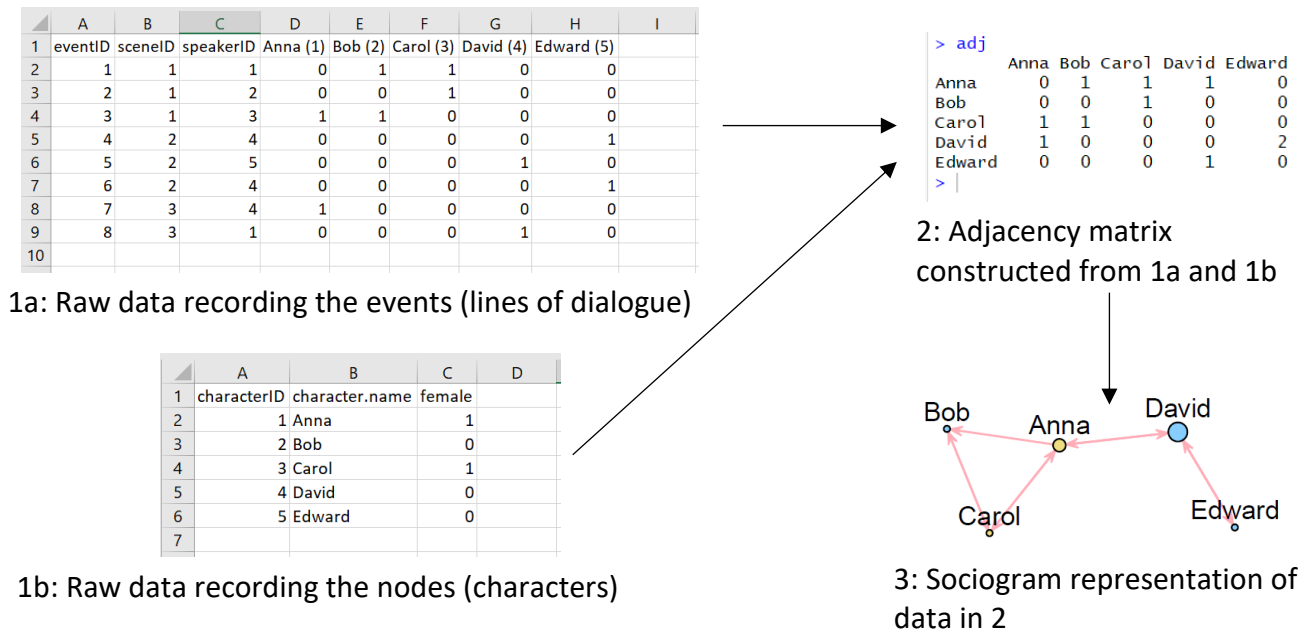 A B C D E F G H I
1 eventID sceneID speakerID Anna (1) Bob (2) Carol (3) David (4) Edward (5)
2 1 1 1 0 1 1 0 0
3 2 1 2 0 0 1 0 0
4 3 1 3 1 1 0 0 0
5 4 2 4 0 0 0 0 1
6 5 2 5 0 0 0 1 0
7 6 2 4 0 0 0 0 1
8 7 3 4 1 0 0 0 0
9 8 3 1 0 0 0 1 0
10
1a: Raw data recording the events (lines of dialogue)
A B C D
1 characterID character.name female
2 1 Anna 1
3 2 Bob 0
4 3 Carol 1
5 4 David 0
6 5 Edward 0
7
1b: Raw data recording the nodes (characters)
> adj
Anna Bob Carol David Edward
Anna 0 1 1 1 0
Bob 0 0 1 0 0
Carol 1 1 0 0 0
David 1 0 0 0 2
Edward 0 0 0 1 0
>
2: Adjacency matrix
constructed from 1a and 1b
Bob
Anna
David
Carol
Edward
3: Sociogram representation of
data in 2